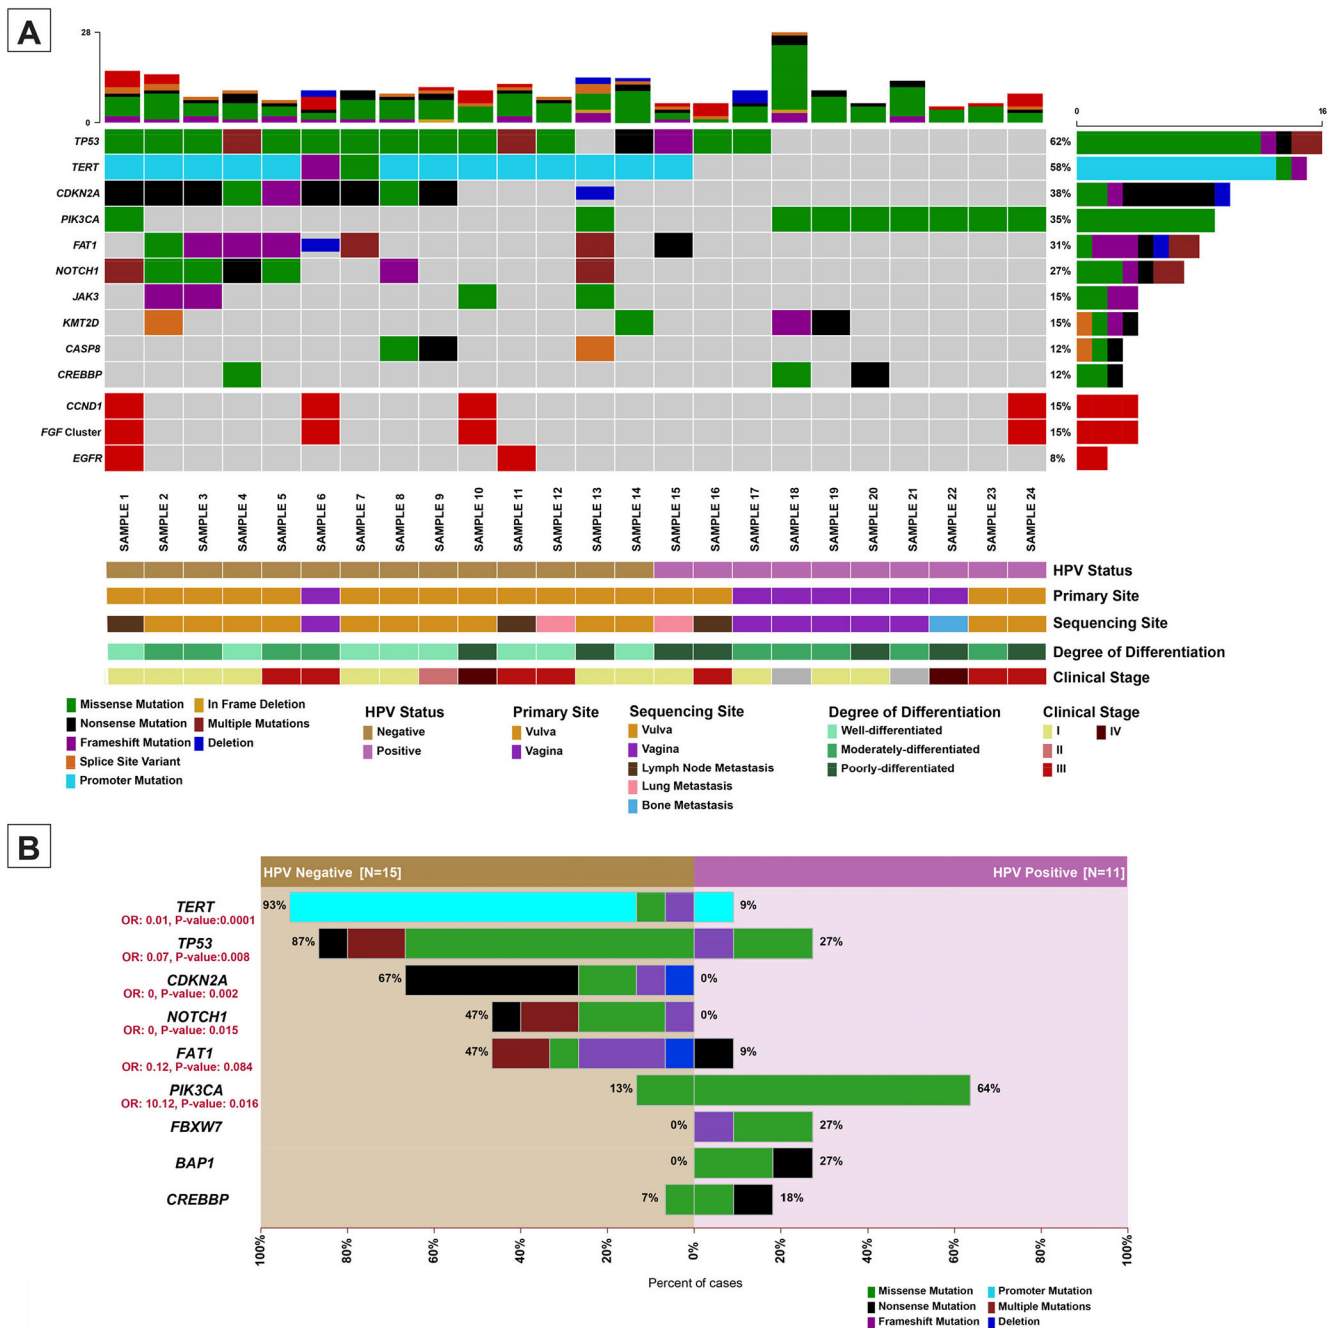 A
28
0
0 16
TP53 62%
TERT 58%
CDKN2A 38%
PIK3CA 35%
FAT1 31%
NOTCH1 27%
JAK3 15%
KMT2D 15%
CASP8 12%
CREBBP 12%
CCND1 15%
FGF Cluster 15%
EGFR 8%
SAMPLE 1
SAMPLE 2
SAMPLE 3
SAMPLE 4
SAMPLE 5
SAMPLE 6
SAMPLE 7
SAMPLE 8
SAMPLE 9
SAMPLE 10
SAMPLE 11
SAMPLE 12
SAMPLE 13
SAMPLE 14
SAMPLE 15
SAMPLE 16
SAMPLE 17
SAMPLE 18
SAMPLE 19
SAMPLE 20
SAMPLE 21
SAMPLE 22
SAMPLE 23
SAMPLE 24
HPV Status
Primary Site
Sequencing Site
Degree of Differentiation
Clinical Stage
Missense Mutation
Nonsense Mutation
Frameshift Mutation
Splice Site Variant
Promoter Mutation
In Frame Deletion
Multiple Mutations
Deletion
HPV Status
Negative
Positive
Primary Site
Vulva
Vagina
Sequencing Site
Vulva
Vagina
Lymph Node Metastasis
Lung Metastasis
Bone Metastasis
Degree of Differentiation
Well-differentiated
Moderately-differentiated
Poorly-differentiated
Clinical Stage
I
II
III
IV
B
HPV Negative [N=15] HPV Positive [N=11]
TERT 93% 9%
OR: 0.01, P-value:0.0001
TP53 87% 27%
OR: 0.07, P-value:0.008
CDKN2A 67% 0%
OR: 0, P-value: 0.002
NOTCH1 47% 0%
OR: 0, P-value: 0.015
FAT1 47% 9%
OR: 0.12, P-value: 0.084
PIK3CA 13% 64%
OR: 10.12, P-value: 0.016
FBXW7 0% 27%
BAP1 0% 27%
CREBBP 7% 18%
100% 80% 60% 40% 20% 0% 20% 40% 60% 80% 100%
Percent of cases
Missense Mutation
Nonsense Mutation
Frameshift Mutation
Promoter Mutation
Multiple Mutations
Deletion